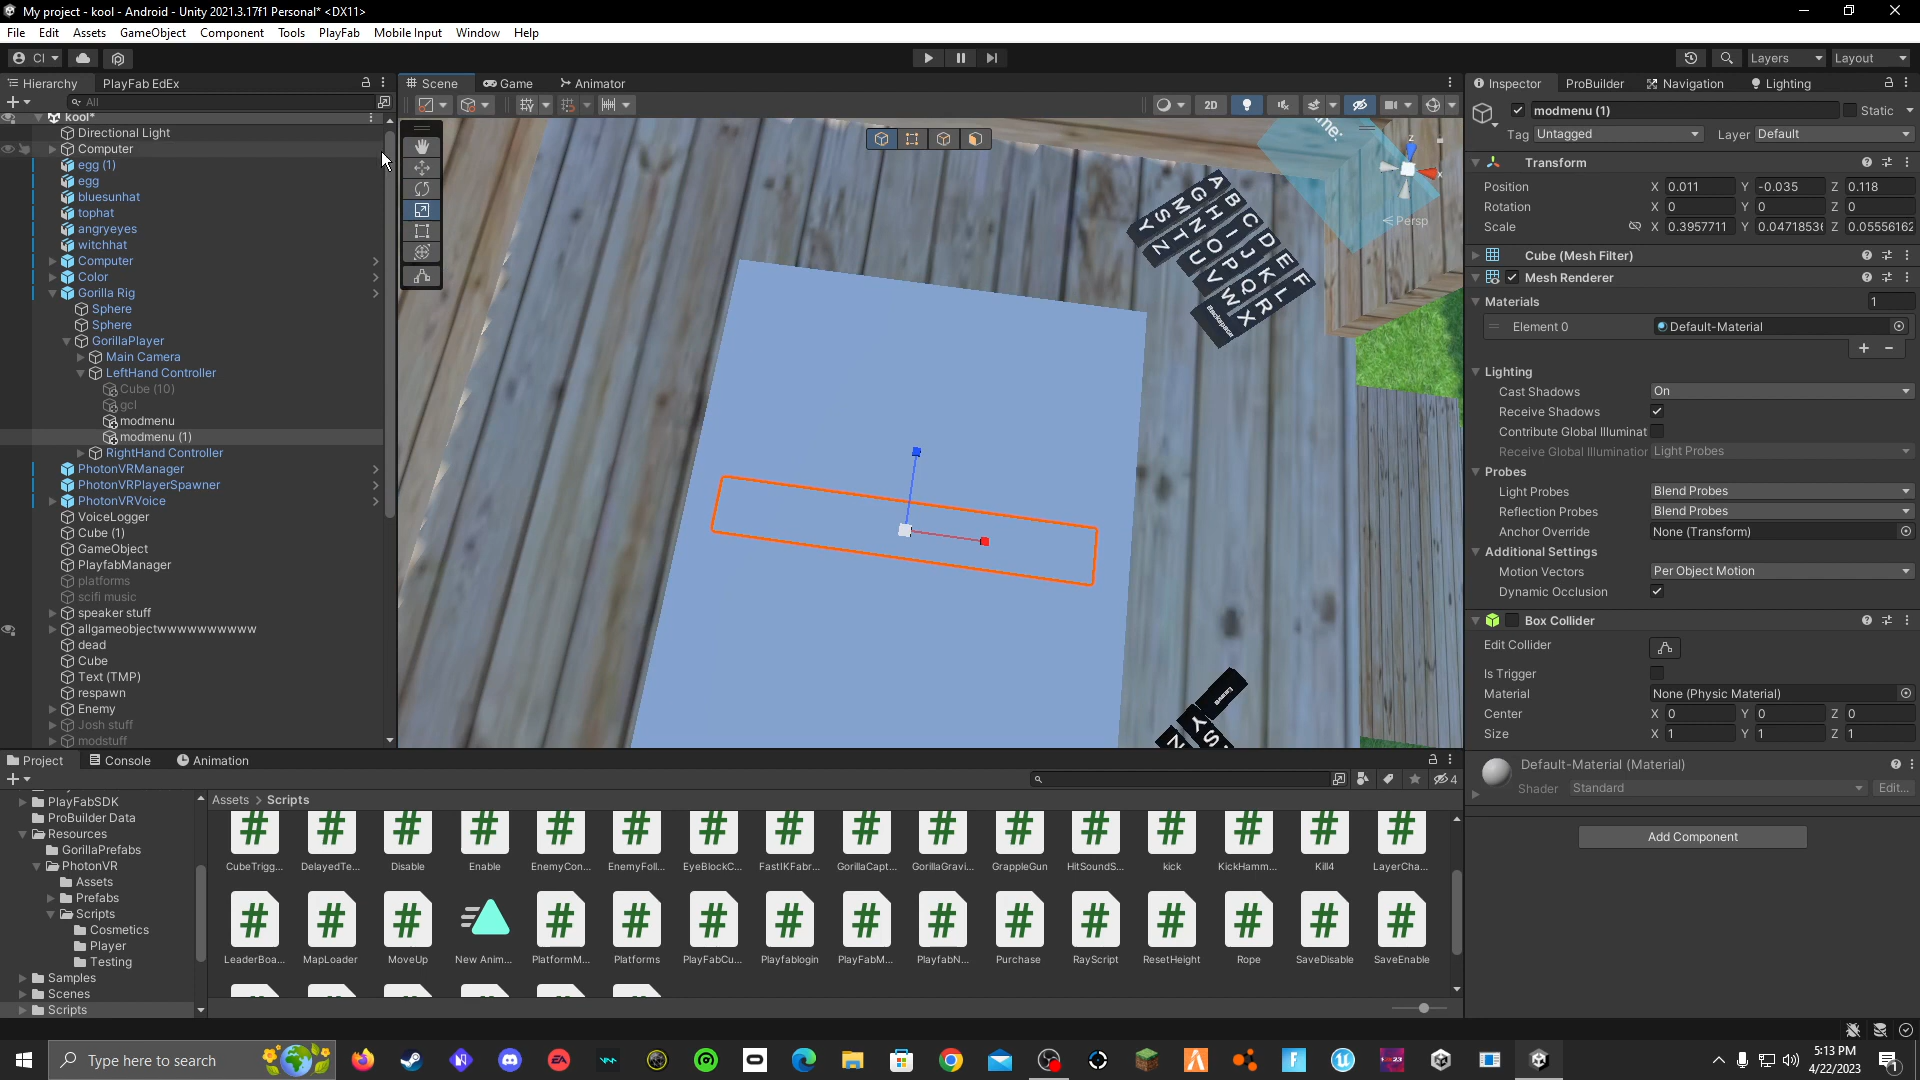 My project - kool - Android - Unity 2021.3.17f1 Personal* <DX11>
File Edit Assets GameObject Component Tools PlayFab Mobile Input Window Help
CI
Layers Layout
Hierarchy PlayFab EdEx
Scene Game Animator
Inspector ProBuilder Navigation Lighting
All
2D
kool*
Directional Light
Computer
egg (1)
egg
bluesunhat
tophat
angryeyes
witchhat
Computer
Color
Gorilla Rig
Sphere
Sphere
GorillaPlayer
Main Camera
LeftHand Controller
Cube (10)
gcl
modmenu
modmenu (1)
RightHand Controller
PhotonVRManager
PhotonVRPlayerSpawner
PhotonVRVoice
VoiceLogger
Cube (1)
GameObject
PlayfabManager
platforms
scifi music
speaker stuff
allgameobjectwwwwwwwwww
dead
Cube
Text (TMP)
respawn
Enemy
Josh stuff
modstuff
me:
z
Persp
A B C D E F
G H I J K L
M N O P Q R
S T U V W X
Y Z
Backspace
Leave
Y S
Z
modmenu (1)
Static
Tag Untagged Layer Default
Transform
Position X 0.011 Y -0.035 Z 0.118
Rotation X 0 Y 0 Z 0
Scale X 0.3957711 Y 0.0471853( Z 0.05556162
Cube (Mesh Filter)
Mesh Renderer
Materials 1
Element 0 Default-Material
Lighting
Cast Shadows On
Receive Shadows
Contribute Global Illuminat
Receive Global Illumination Light Probes
Probes
Light Probes Blend Probes
Reflection Probes Blend Probes
Anchor Override None (Transform)
Additional Settings
Motion Vectors Per Object Motion
Dynamic Occlusion
Box Collider
Edit Collider
Is Trigger
Material None (Physic Material)
Center X 0 Y 0 Z 0
Size X 1 Y 1 Z 1
Default-Material (Material)
Shader Standard Edit...
Add Component
Project Console Animation
4
PlayFabSDK
ProBuilder Data
Resources
GorillaPrefabs
PhotonVR
Assets
Prefabs
Scripts
Cosmetics
Player
Testing
Samples
Scenes
Scripts
Assets > Scripts
CubeTrigg... DelayedTe... Disable Enable EnemyCon... EnemyFoll... EyeBlockC... FastIKFabr... GorillaCapt... GorillaGravi... GrappleGun HitSoundS... kick KickHamm... Kill4 LayerCha...
LeaderBoa... MapLoader MoveUp New Anim... PlatformM... Platforms PlayFabCu... Playfablogin PlayFabM... PlayfabN... Purchase RayScript ResetHeight Rope SaveDisable SaveEnable
Type here to search
5:13 PM
4/22/2023
1